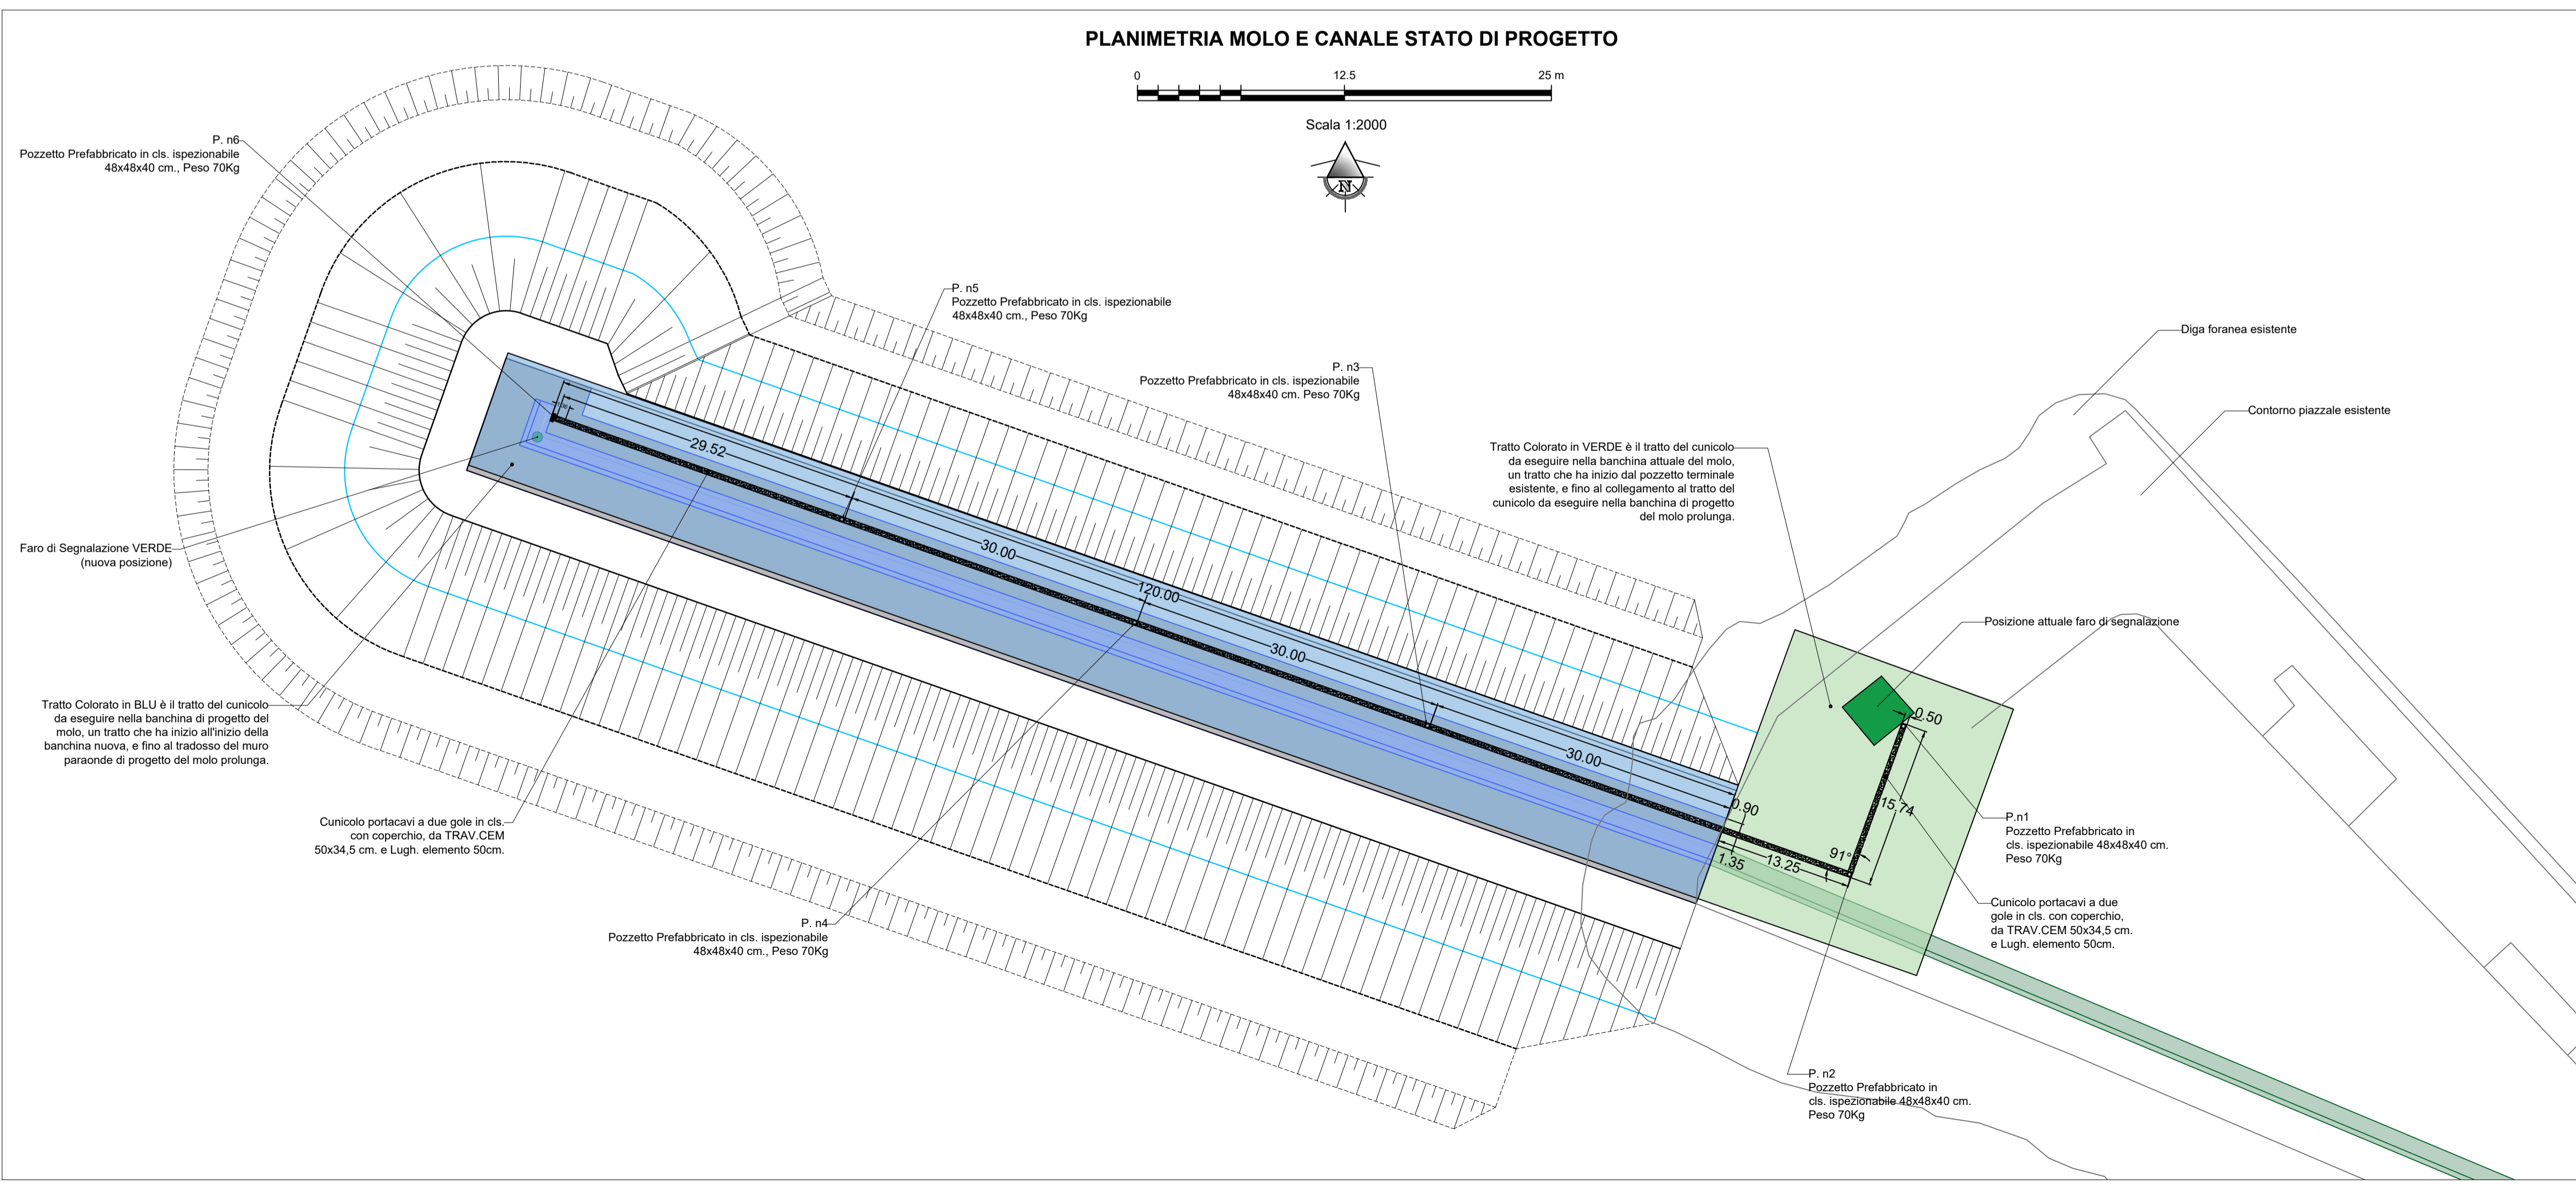 PLANIMETRIA MOLO E CANALE STATO DI PROGETTO
0 12.5 25 m
Scala 1:2000
N
P. n6
Pozzetto Prefabbricato in cls. ispezionabile
48x48x40 cm., Peso 70Kg
P. n5
Pozzetto Prefabbricato in cls. ispezionabile
48x48x40 cm., Peso 70Kg
P. n3
Pozzetto Prefabbricato in cls. ispezionabile
48x48x40 cm. Peso 70Kg
Diga foranea esistente
Contorno piazzale esistente
Tratto Colorato in VERDE è il tratto del cunicolo
da eseguire nella banchina attuale del molo,
un tratto che ha inizio dal pozzetto terminale
esistente, e fino al collegamento al tratto del
cunicolo da eseguire nella banchina di progetto
del molo prolunga.
29.52
30.00
120.00
30.00
30.00
0.90
1.35
13.25
91°
15.74
0.50
Faro di Segnalazione VERDE
(nuova posizione)
Posizione attuale faro di segnalazione
Tratto Colorato in BLU è il tratto del cunicolo
da eseguire nella banchina di progetto del
molo, un tratto che ha inizio all'inizio della
banchina nuova, e fino al tradosso del muro
paraonde di progetto del molo prolunga.
Cunicolo portacavi a due gole in cls.
con coperchio, da TRAV.CEM
50x34,5 cm. e Lugh. elemento 50cm.
P. n4
Pozzetto Prefabbricato in cls. ispezionabile
48x48x40 cm., Peso 70Kg
P.n1
Pozzetto Prefabbricato in
cls. ispezionabile 48x48x40 cm.
Peso 70Kg
Cunicolo portacavi a due
gole in cls. con coperchio,
da TRAV.CEM 50x34,5 cm.
e Lugh. elemento 50cm.
P. n2
Pozzetto Prefabbricato in
cls. ispezionabile 48x48x40 cm.
Peso 70Kg